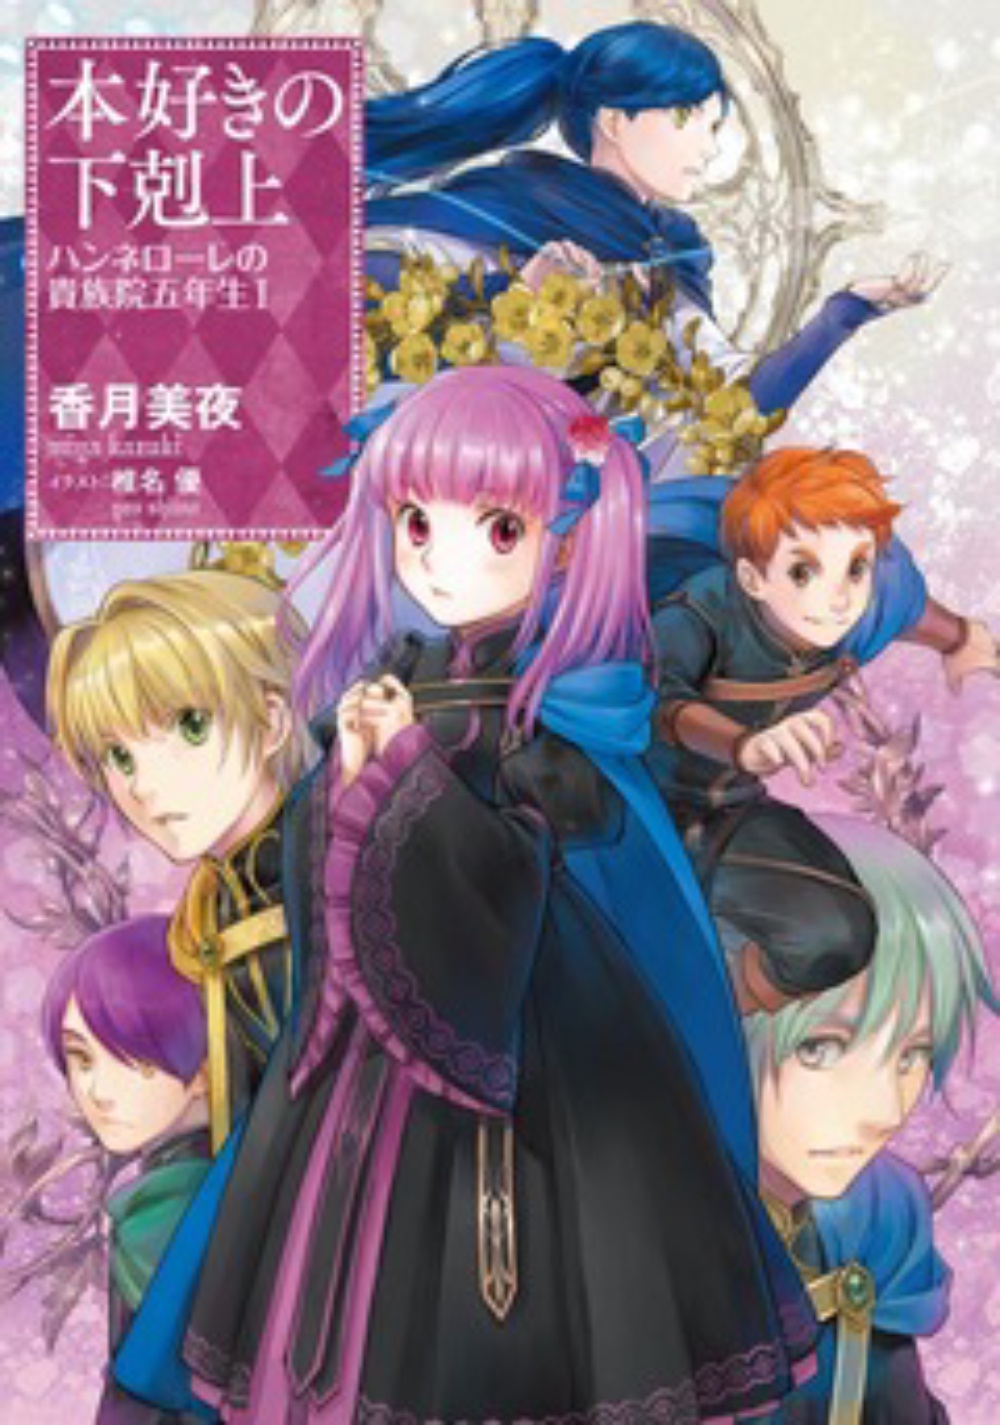 本好きの
下剋上
ハンネローレの
貴族院五年生1
香月美夜
miya kazuki
イラスト：椎名 優
you shiina